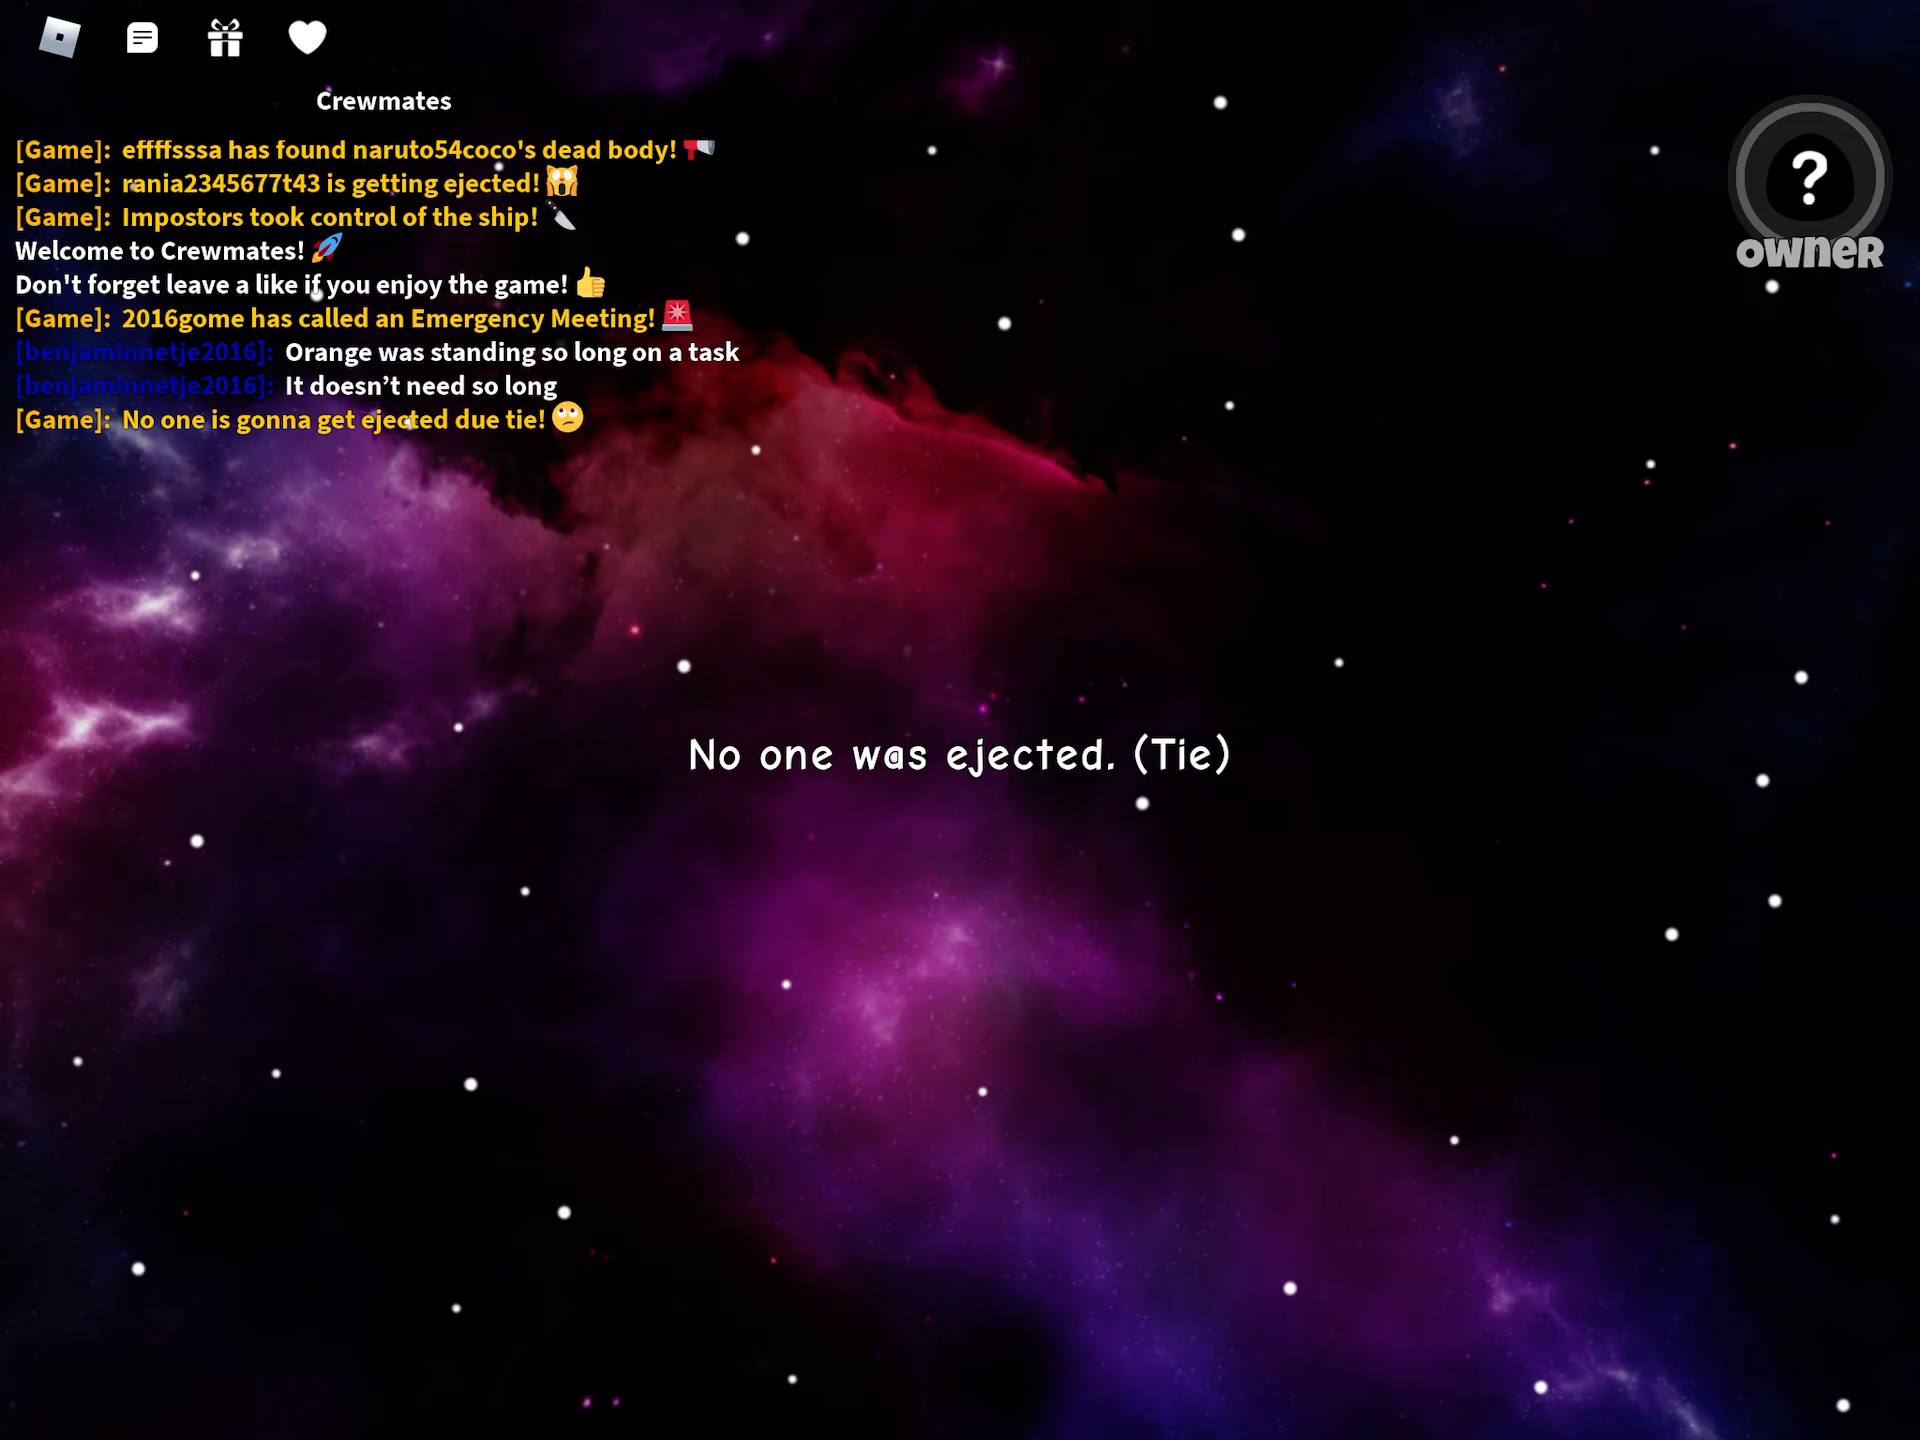 Crewmates
[Game]: effffsssa has found naruto54coco's dead body!
[Game]: rania2345677t43 is getting ejected!
[Game]: Impostors took control of the ship!
Welcome to Crewmates!
Don't forget leave a like if you enjoy the game!
[Game]: 2016gome has called an Emergency Meeting!
[benjaminnetje2016]: Orange was standing so long on a task
[benjaminnetje2016]: It doesn’t need so long
[Game]: No one is gonna get ejected due tie!
?
OWNER
No one was ejected. (Tie)